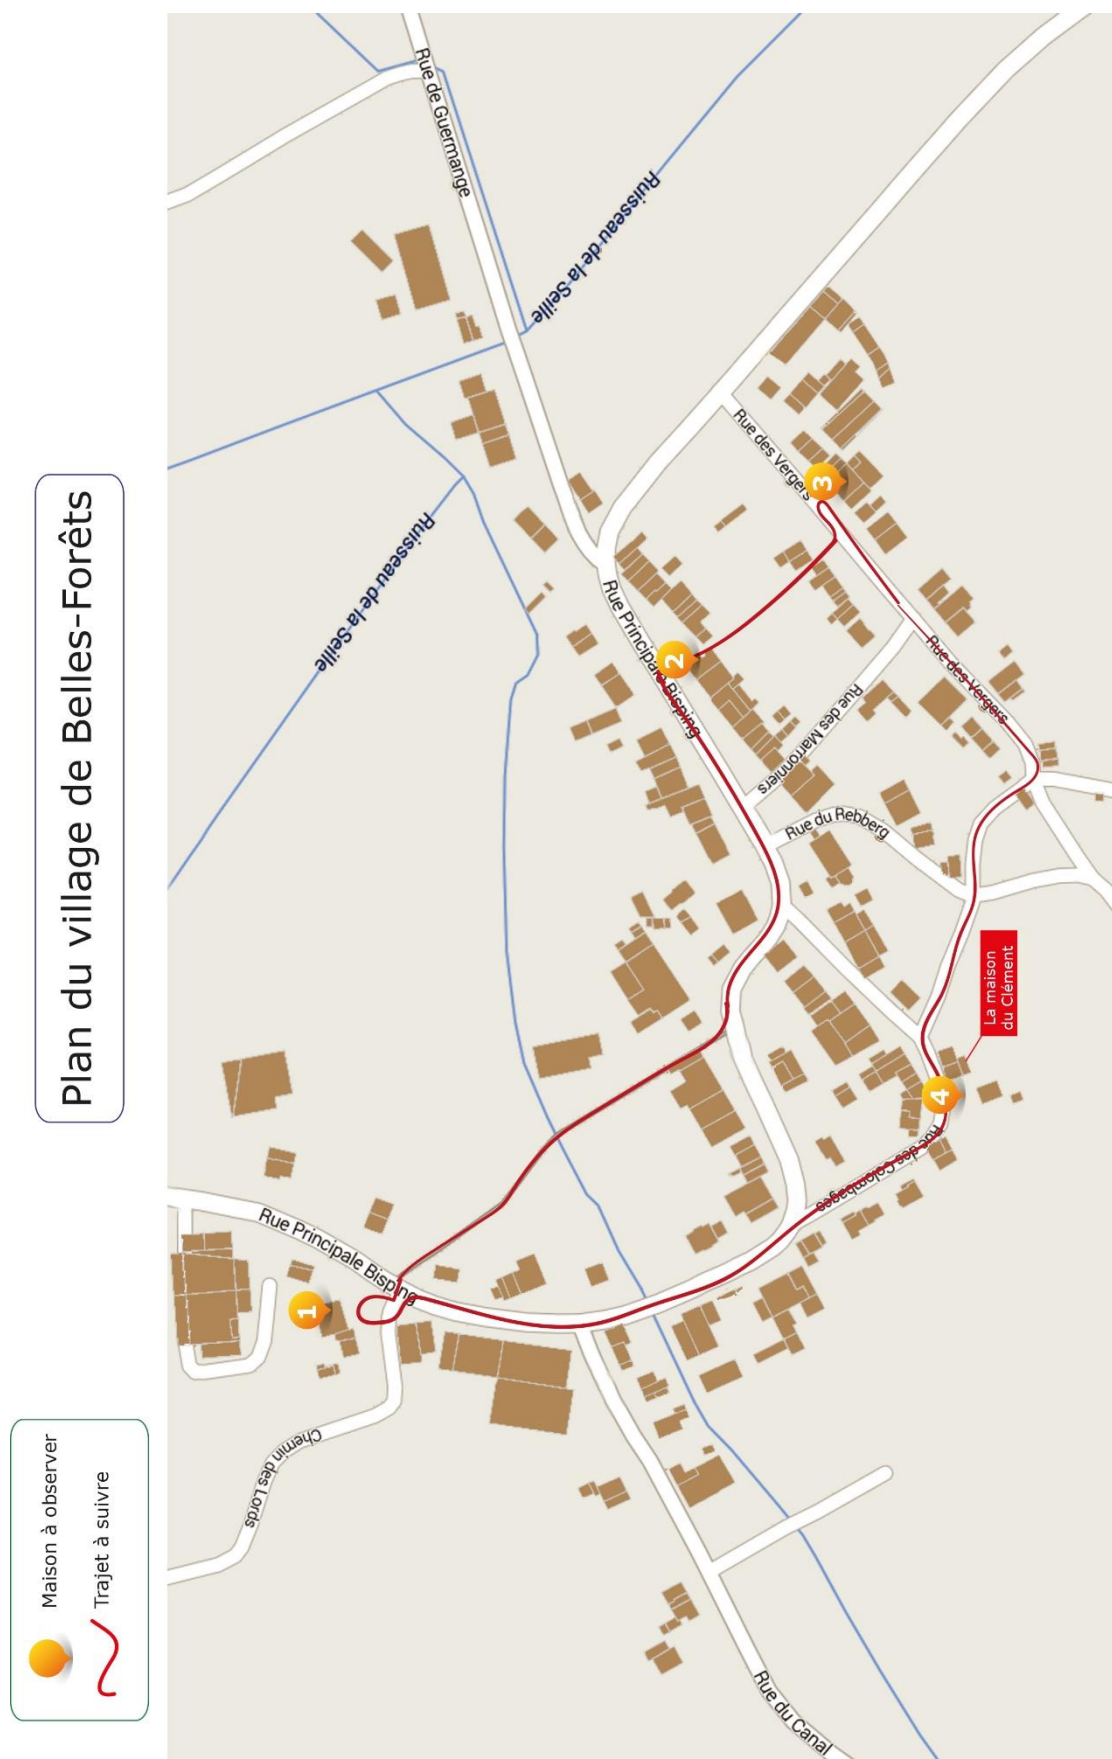 Plan du village de Belles-Forêts
Maison à observer
Trajet à suivre
Rue de Guermange
Ruisseau-de-la-Seille
Ruisseau-de-la-Seille
Rue des Vergers
3
Rue Principale Bisping
2
Rue des Vergers
Rue des Marronniers
Rue du Rebberg
La maison
du Clément
4
Rue des Colombages
Rue Principale Bisping
1
Chemin des Lords
Rue du Canal